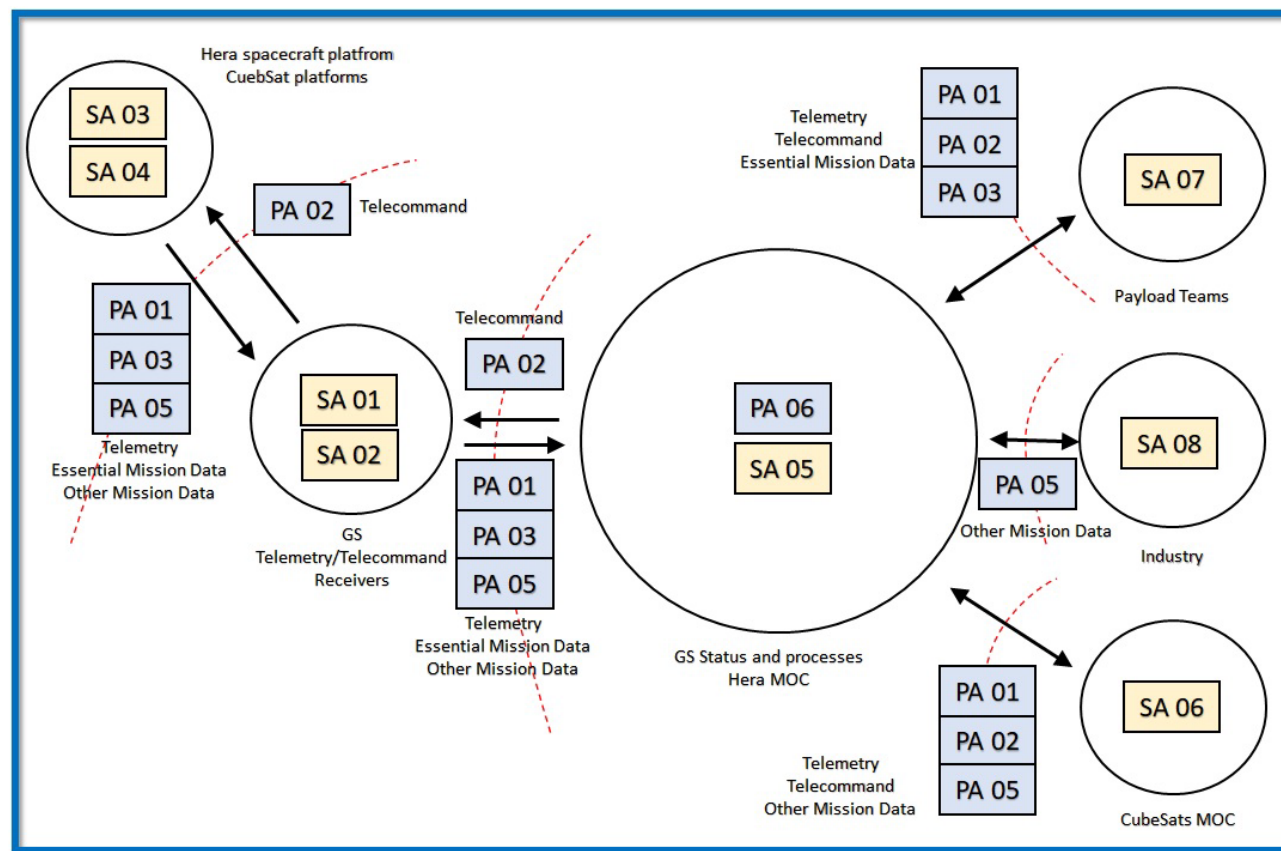 Hera spacecraft platfrom
CuebSat platforms
SA 03
SA 04
PA 02
Telecommand
PA 01
PA 03
PA 05
Telemetry
Essential Mission Data
Other Mission Data
SA 01
SA 02
GS
Telemetry/Telecommand
Receivers
Telecommand
PA 02
PA 01
PA 03
PA 05
Telemetry
Essential Mission Data
Other Mission Data
PA 06
SA 05
GS Status and processes
Hera MOC
Telemetry
Telecommand
Essential Mission Data
PA 01
PA 02
PA 03
SA 07
Payload Teams
SA 08
PA 05
Other Mission Data
Industry
PA 01
PA 02
PA 05
Telemetry
Telecommand
Other Mission Data
SA 06
CubeSats MOC